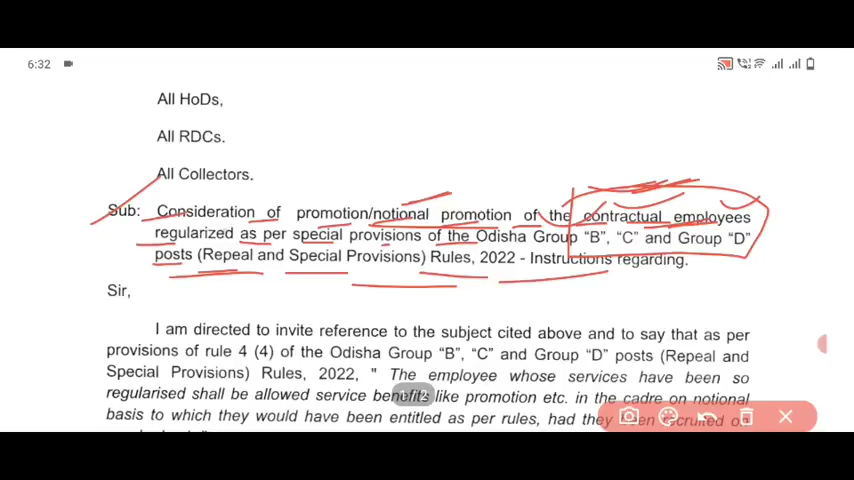 6:32
All HoDs,
All RDCs.
All Collectors.
Sub: Consideration of promotion/notional promotion of the contractual employees
regularized as per special provisions of the Odisha Group "B", "C" and Group "D"
posts (Repeal and Special Provisions) Rules, 2022 - Instructions regarding.
Sir,
I am directed to invite reference to the subject cited above and to say that as per
provisions of rule 4 (4) of the Odisha Group "B", "C" and Group "D" posts (Repeal and
Special Provisions) Rules, 2022, " The employee whose services have been so
regularised shall be allowed service benefits like promotion etc. in the cadre on notional
basis to which they would have been entitled as per rules, had they been recruited on